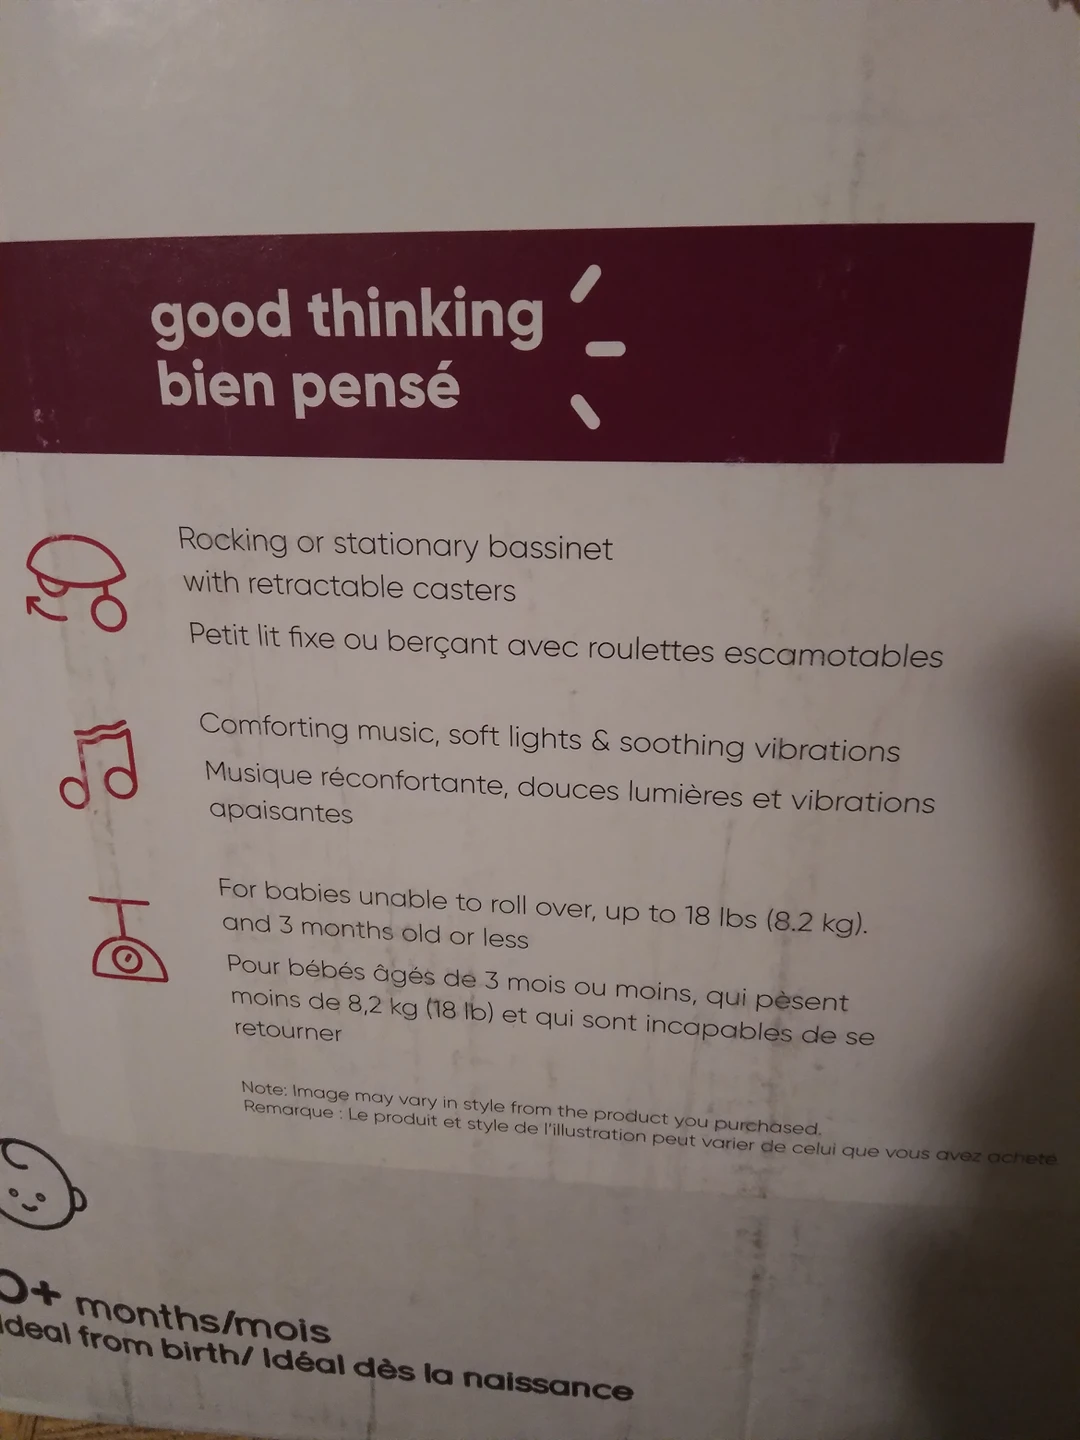 good thinking
bien pensé
Rocking or stationary bassinet
with retractable casters
Petit lit fixe ou berçant avec roulettes escamotables
Comforting music, soft lights & soothing vibrations
Musique réconfortante, douces lumières et vibrations
apaisantes
For babies unable to roll over, up to 18 lbs (8.2 kg).
and 3 months old or less
Pour bébés âgés de 3 mois ou moins, qui pèsent
moins de 8,2 kg (18 lb) et qui sont incapables de se
retourner
Note: Image may vary in style from the product you purchased.
Remarque : Le produit et style de l'illustration peut varier de celui que vous avez acheté
0+ months/mois
Ideal from birth/ Idéal dès la naissance